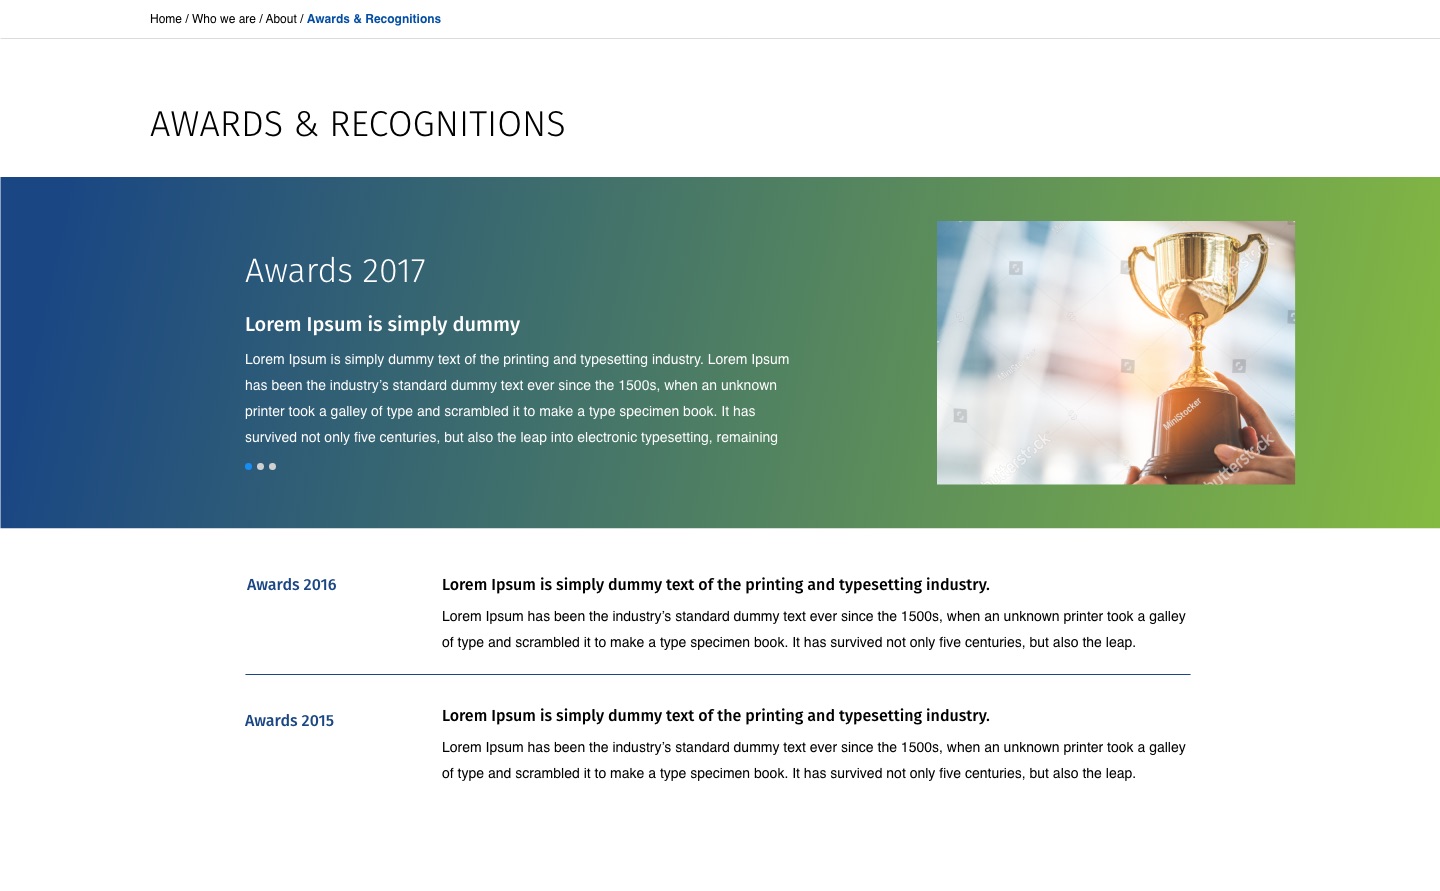 Home / Who we are / About / Awards & Recognitions
AWARDS & RECOGNITIONS
Awards 2017
Lorem Ipsum is simply dummy
Lorem Ipsum is simply dummy text of the printing and typesetting industry. Lorem Ipsum
has been the industry’s standard dummy text ever since the 1500s, when an unknown
printer took a galley of type and scrambled it to make a type specimen book. It has
survived not only five centuries, but also the leap into electronic typesetting, remaining
MiniStocker
Awards 2016
Lorem Ipsum is simply dummy text of the printing and typesetting industry.
Lorem Ipsum has been the industry’s standard dummy text ever since the 1500s, when an unknown printer took a galley
of type and scrambled it to make a type specimen book. It has survived not only five centuries, but also the leap.
Awards 2015
Lorem Ipsum is simply dummy text of the printing and typesetting industry.
Lorem Ipsum has been the industry’s standard dummy text ever since the 1500s, when an unknown printer took a galley
of type and scrambled it to make a type specimen book. It has survived not only five centuries, but also the leap.